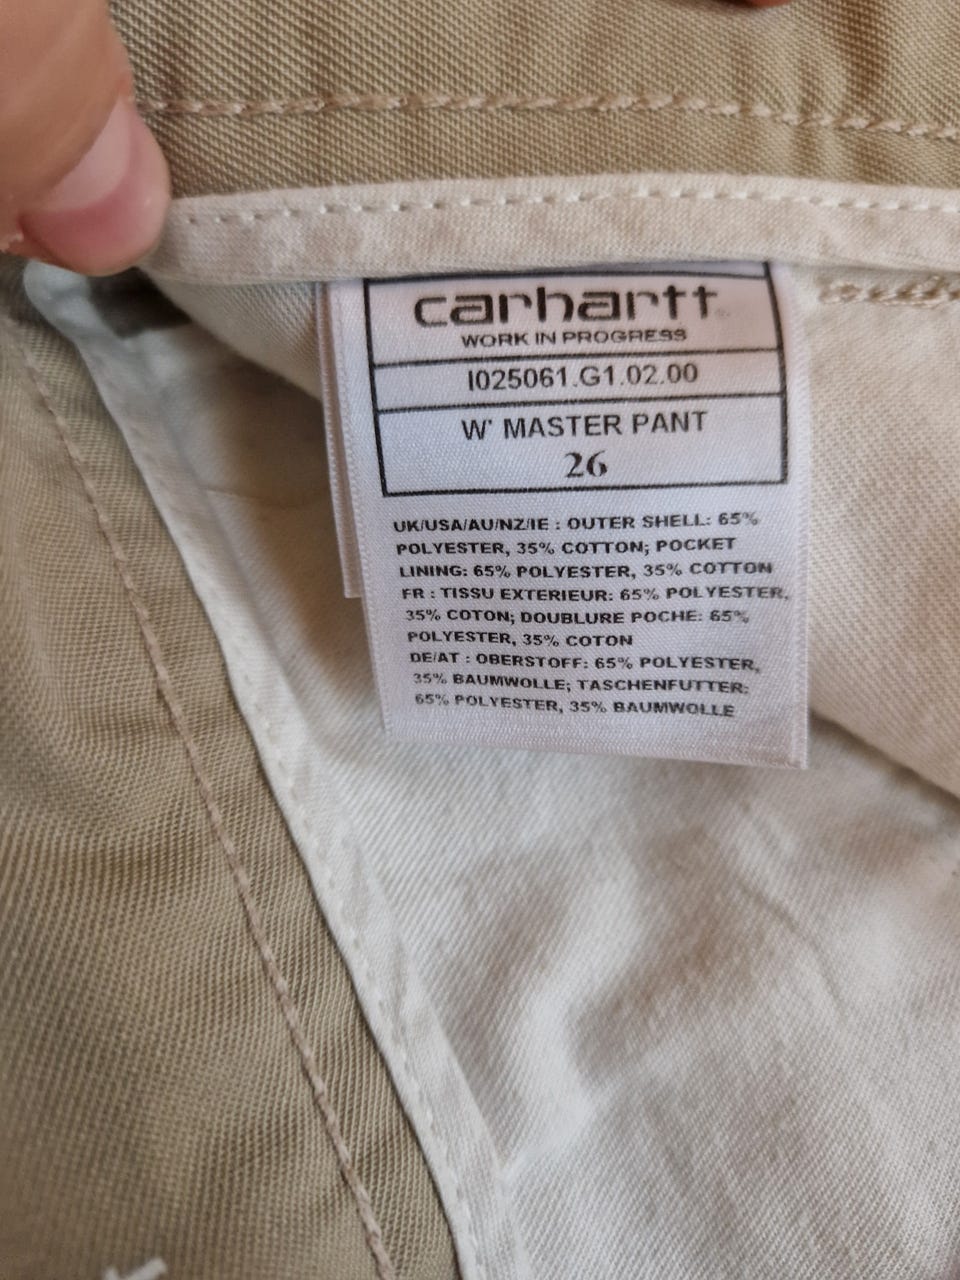 carhartt
WORK IN PROGRESS
I025061.G1.02.00
W' MASTER PANT
26
UK/USA/AU/NZ/IE : OUTER SHELL: 65%
POLYESTER, 35% COTTON; POCKET
LINING: 65% POLYESTER, 35% COTTON
FR : TISSU EXTERIEUR: 65% POLYESTER,
35% COTON; DOUBLURE POCHE: 65%
POLYESTER, 35% COTON
DE/AT : OBERSTOFF: 65% POLYESTER,
35% BAUMWOLLE; TASCHENFUTTER:
65% POLYESTER, 35% BAUMWOLLE